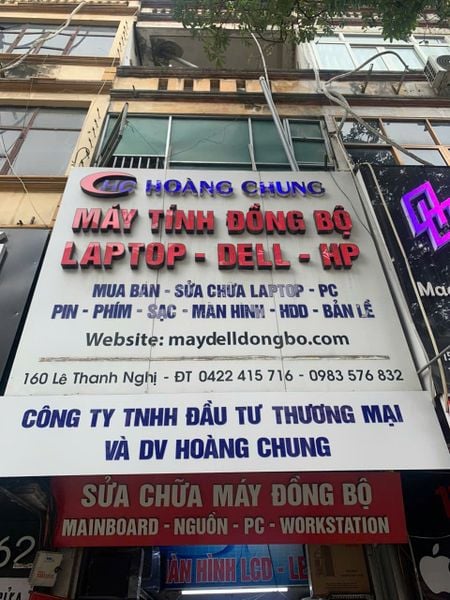 HC HOÀNG CHUNG
MÁY TÍNH ĐỒNG BỘ
LAPTOP - DELL - HP
MUA BÁN - SỬA CHỮA LAPTOP - PC
PIN - PHÍM - SẠC - MÀN HÌNH - HDD - BẢN LỀ
Website: maydelldongbo.com
160 Lê Thanh Nghị - ĐT 0422 415 716 - 0983 576 832
CÔNG TY TNHH ĐẦU TƯ THƯƠNG MẠI
VÀ DV HOÀNG CHUNG
SỬA CHỮA MÁY ĐỒNG BỘ
MAINBOARD - NGUỒN - PC - WORKSTATION
ÀN HÌNH LCD - LE
62